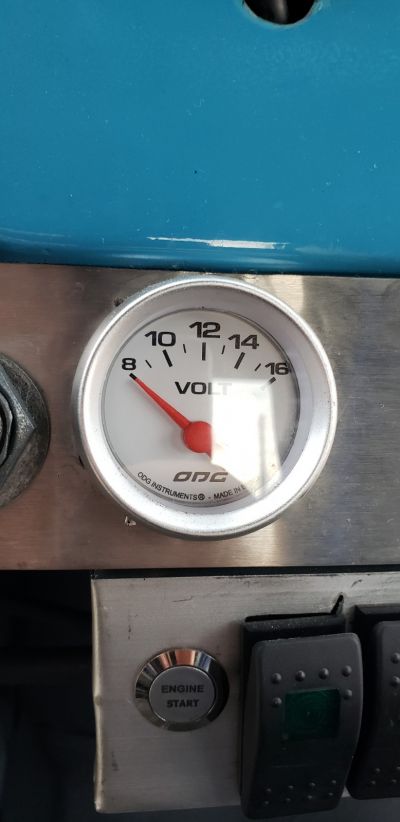 8 10 12 14 16
VOLT
ODG
ODG INSTRUMENTS® - MADE IN
ENGINE
START